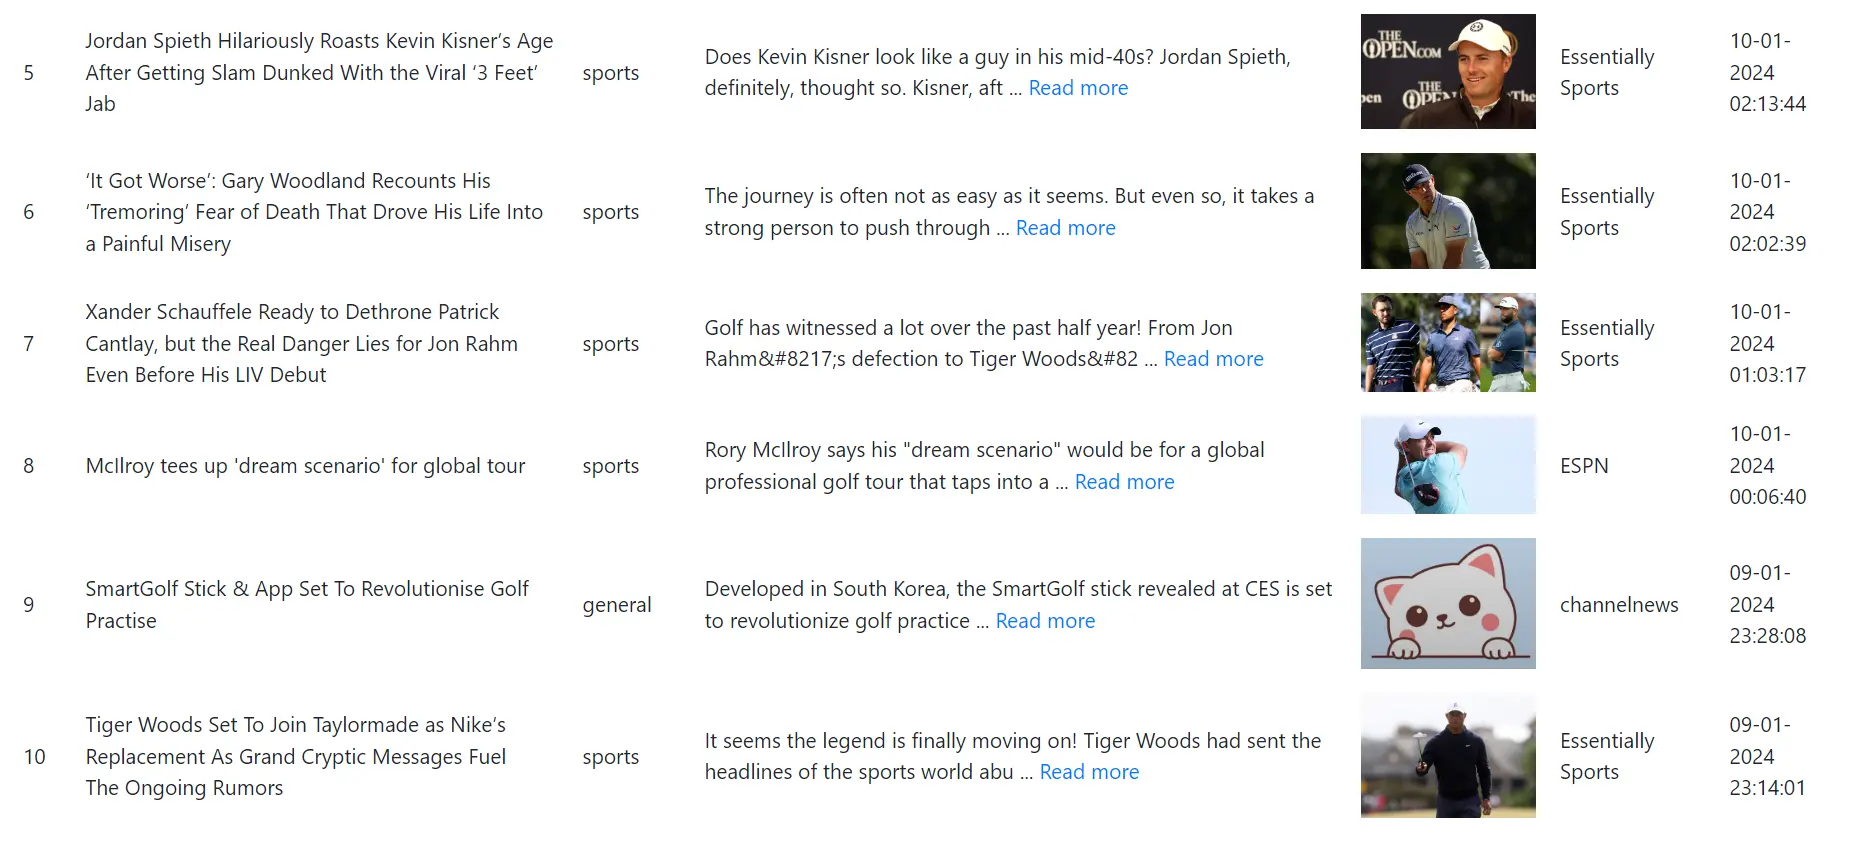 5
Jordan Spieth Hilariously Roasts Kevin Kisner’s Age
After Getting Slam Dunked With the Viral ‘3 Feet’
Jab
sports
Does Kevin Kisner look like a guy in his mid-40s? Jordan Spieth,
definitely, thought so. Kisner, aft ... Read more
THE
OPEN.COM
THE
OPEN
pen
The
Essentially
Sports
10-01-
2024
02:13:44
6
‘It Got Worse’: Gary Woodland Recounts His
‘Tremoring’ Fear of Death That Drove His Life Into
a Painful Misery
sports
The journey is often not as easy as it seems. But even so, it takes a
strong person to push through ... Read more
Wilson
Essentially
Sports
10-01-
2024
02:02:39
7
Xander Schauffele Ready to Dethrone Patrick
Cantlay, but the Real Danger Lies for Jon Rahm
Even Before His LIV Debut
sports
Golf has witnessed a lot over the past half year! From Jon
Rahm&#8217;s defection to Tiger Woods&#82 ... Read more
Essentially
Sports
10-01-
2024
01:03:17
8
McIlroy tees up 'dream scenario' for global tour
sports
Rory McIlroy says his "dream scenario" would be for a global
professional golf tour that taps into a ... Read more
ESPN
10-01-
2024
00:06:40
9
SmartGolf Stick & App Set To Revolutionise Golf
Practise
general
Developed in South Korea, the SmartGolf stick revealed at CES is set
to revolutionize golf practice ... Read more
channelnews
09-01-
2024
23:28:08
10
Tiger Woods Set To Join Taylormade as Nike’s
Replacement As Grand Cryptic Messages Fuel
The Ongoing Rumors
sports
It seems the legend is finally moving on! Tiger Woods had sent the
headlines of the sports world abu ... Read more
Essentially
Sports
09-01-
2024
23:14:01